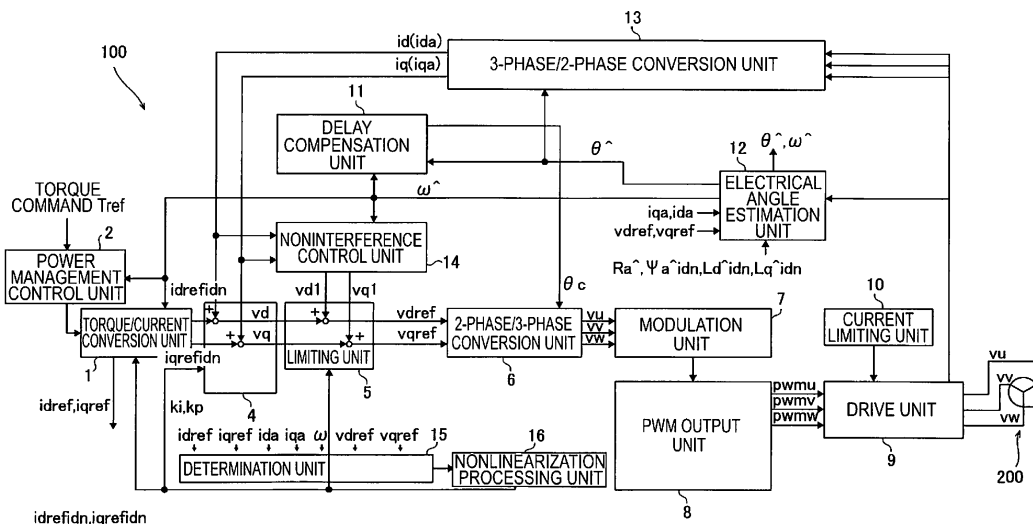 13
id(ida)
iq(iqa)
3-PHASE/2-PHASE CONVERSION UNIT
100
11
DELAY
COMPENSATION
UNIT
θ^
θ^,ω^
12
ELECTRICAL
ANGLE
ESTIMATION
UNIT
ω^
TORQUE
COMMAND Tref
iqa,ida
vdref,vqref
2
POWER
MANAGEMENT
CONTROL UNIT
NONINTERFERENCE
CONTROL UNIT
14
Ra^,Ψa^idn,Ld^idn,Lq^idn
idrefidn
vd1
vq1
θc
7
10
TORQUE/CURRENT
CONVERSION UNIT
vd
vq
vdref
vqref
2-PHASE/3-PHASE
CONVERSION UNIT
vu
vv
vw
MODULATION
UNIT
CURRENT
LIMITING UNIT
+
+
+
+
1
iqrefidn
LIMITING UNIT
5
6
vu
vv
vw
idref,iqref
ki,kp
4
PWM OUTPUT
UNIT
pwmu
pwmv
pwmw
DRIVE UNIT
9
200
idref iqref ida iqa ω vdref vqref
15
16
DETERMINATION UNIT
NONLINEARIZATION
PROCESSING UNIT
8
idrefidn,iqrefidn